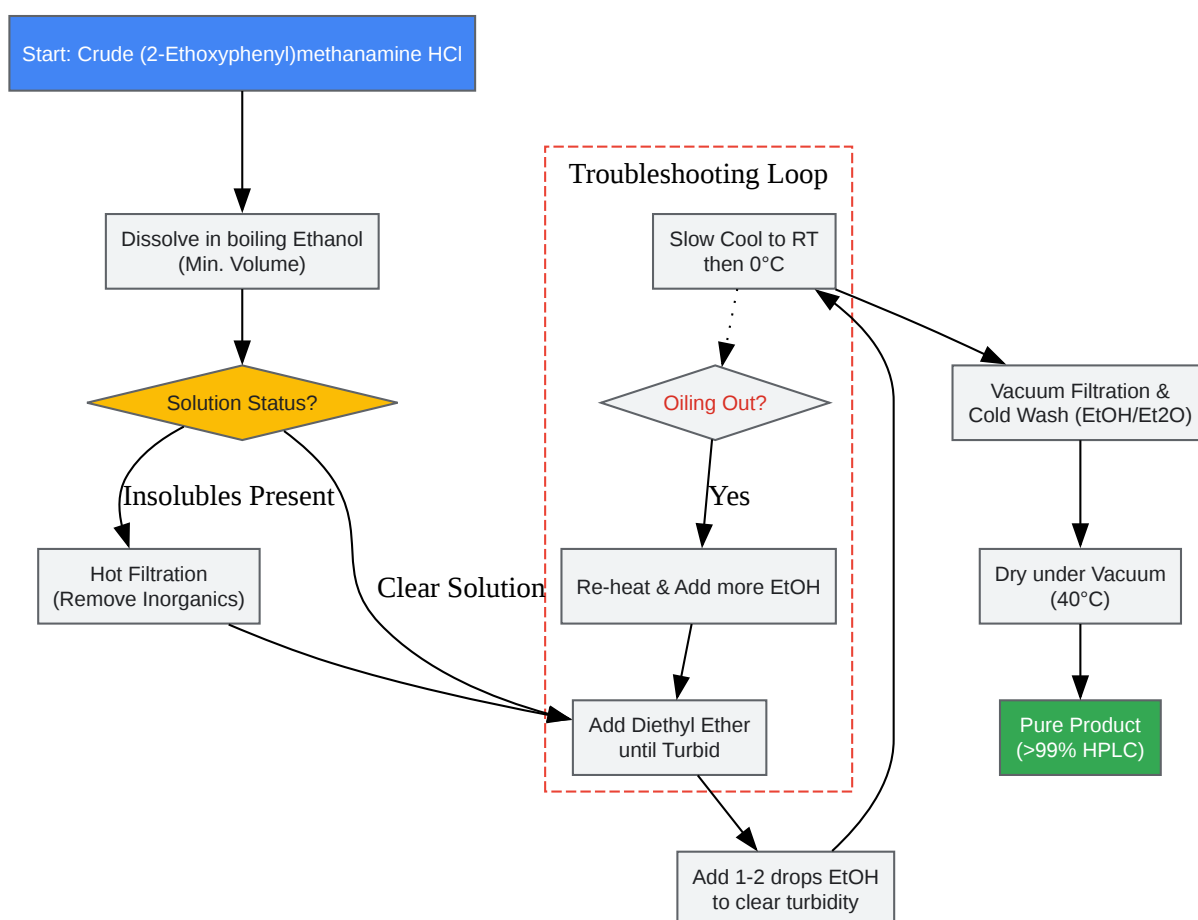 Start: Crude (2-Ethoxyphenyl)methanamine HCl
Dissolve in boiling Ethanol
(Min. Volume)
Solution Status?
Insolubles Present
Hot Filtration
(Remove Inorganics)
Clear Solution
Troubleshooting Loop
Slow Cool to RT
then 0°C
Oiling Out?
Yes
Re-heat & Add more EtOH
Add Diethyl Ether
until Turbid
Add 1-2 drops EtOH
to clear turbidity
Vacuum Filtration &
Cold Wash (EtOH/Et2O)
Dry under Vacuum
(40°C)
Pure Product
(>99% HPLC)